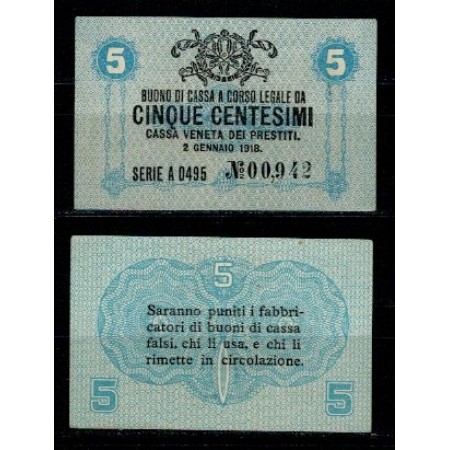 5 5
BUONO DI CASSA A CORSO LEGALE DA
CINQUE CENTESIMI
CASSA VENETA DEI PRESTITI.
2 GENNAIO 1918.
SERIE A 0495 No 00,942
5
Saranno puniti i fabbri-
catori di buoni di cassa
falsi, chi li usa, e chi li
rimette in circolazione.
5 5